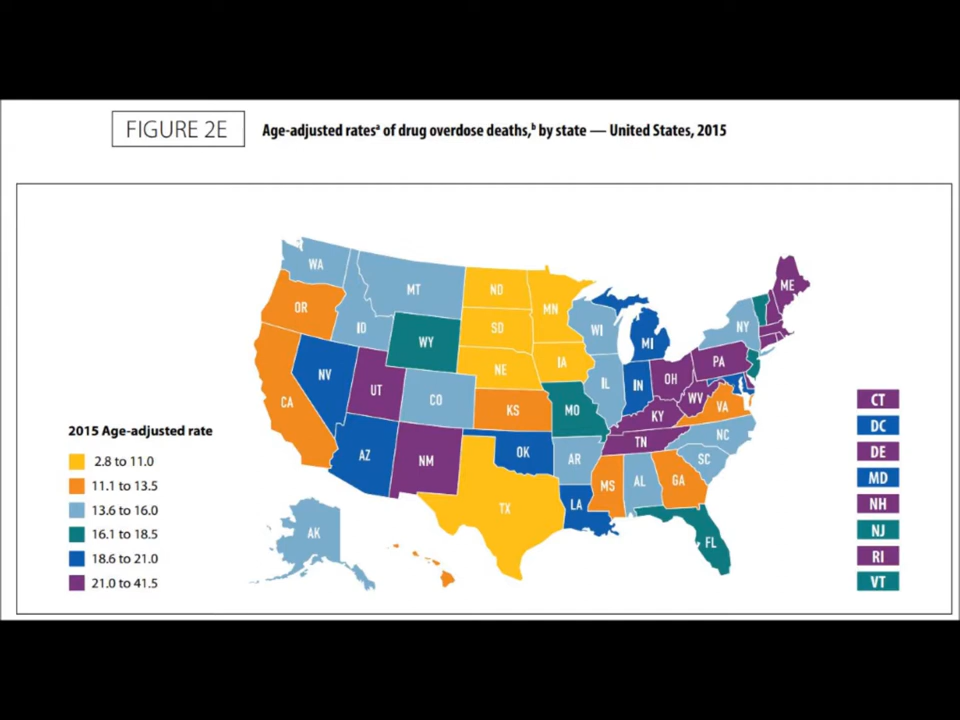 FIGURE 2E
Age-adjusted ratesᵃ of drug overdose deaths,ᵇ by state — United States, 2015
WA
MT
ND
MN
ME
OR
ID
SD
WI
NY
WY
MI
NV
UT
NE
IA
PA
CO
IL
IN
OH
CA
KS
MO
WV
VA
KY
NC
TN
AZ
NM
OK
AR
SC
MS
AL
GA
TX
LA
AK
FL
2015 Age-adjusted rate
2.8 to 11.0
11.1 to 13.5
13.6 to 16.0
16.1 to 18.5
18.6 to 21.0
21.0 to 41.5
CT
DC
DE
MD
NH
NJ
RI
VT